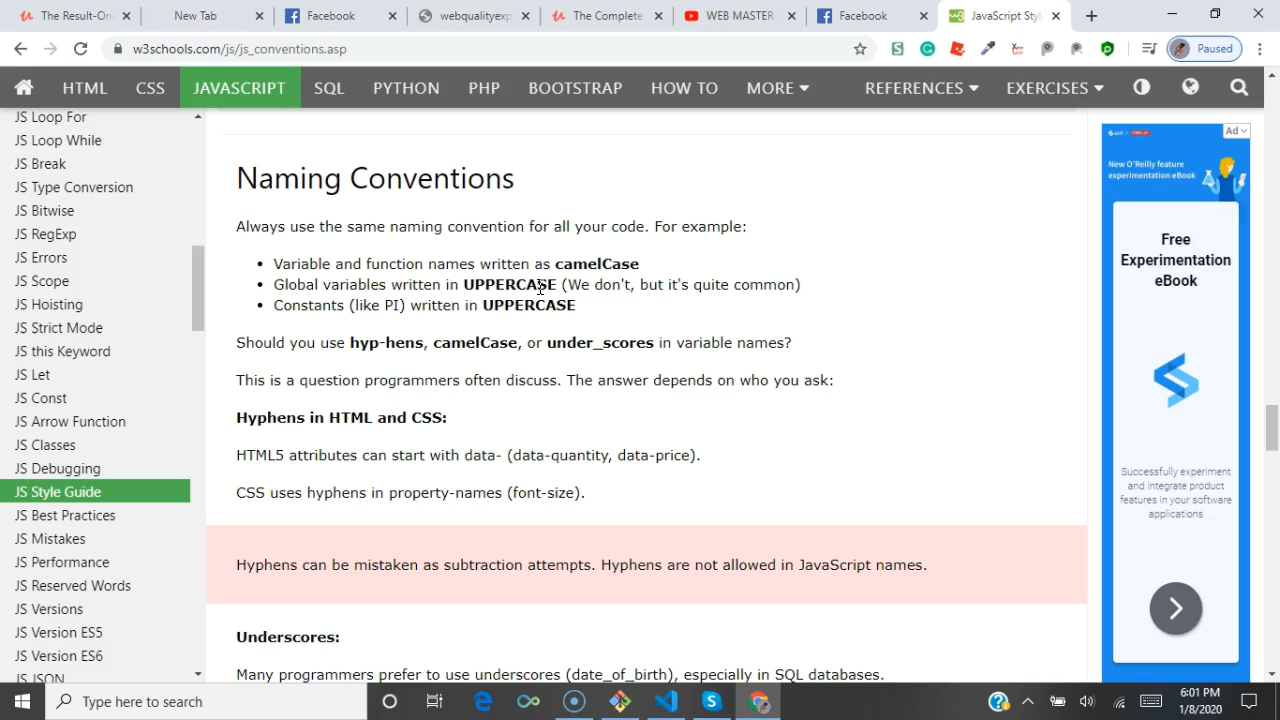 The Result-Ori
New Tab
Facebook
webqualityexp
The Complete
WEB MASTER
Facebook
JavaScript Sty
w3schools.com/js/js_conventions.asp
Paused
HTML CSS JAVASCRIPT SQL PYTHON PHP BOOTSTRAP HOW TO MORE REFERENCES EXERCISES
JS Loop For
JS Loop While
JS Break
JS Type Conversion
JS Bitwise
JS RegExp
JS Errors
JS Scope
JS Hoisting
JS Strict Mode
JS this Keyword
JS Let
JS Const
JS Arrow Function
JS Classes
JS Debugging
JS Style Guide
JS Best Practices
JS Mistakes
JS Performance
JS Reserved Words
JS Versions
JS Version ES5
JS Version ES6
JS JSON
Naming Conventions
Always use the same naming convention for all your code. For example:
• Variable and function names written as camelCase
• Global variables written in UPPERCASE (We don't, but it's quite common)
• Constants (like PI) written in UPPERCASE
Should you use hyp-hens, camelCase, or under_scores in variable names?
This is a question programmers often discuss. The answer depends on who you ask:
Hyphens in HTML and CSS:
HTML5 attributes can start with data- (data-quantity, data-price).
CSS uses hyphens in property-names (font-size).
Hyphens can be mistaken as subtraction attempts. Hyphens are not allowed in JavaScript names.
Underscores:
Many programmers prefer to use underscores (date_of_birth), especially in SQL databases.
Ad
New O'Reilly feature
experimentation eBook
Free
Experimentation
eBook
Successfully experiment
and integrate product
features in your software
applications
Type here to search
6:01 PM
1/8/2020